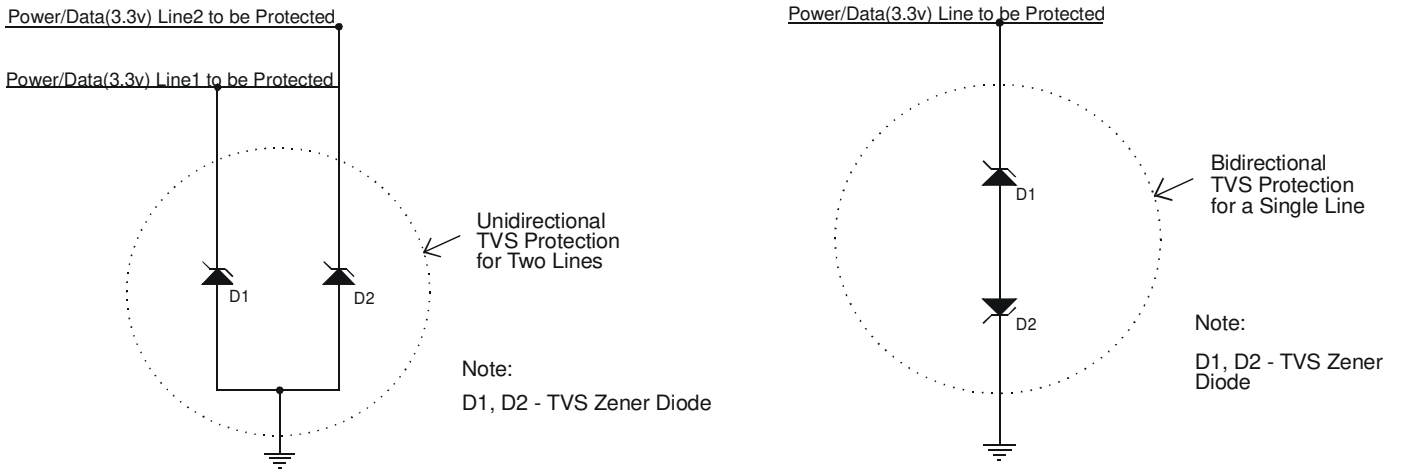 Power/Data(3.3v) Line2 to be Protected
Power/Data(3.3v) Line1 to be Protected
D1
D2
Unidirectional
TVS Protection
for Two Lines
Note:
D1, D2 - TVS Zener Diode
Power/Data(3.3v) Line to be Protected
D1
D2
Bidirectional
TVS Protection
for a Single Line
Note:
D1, D2 - TVS Zener
Diode